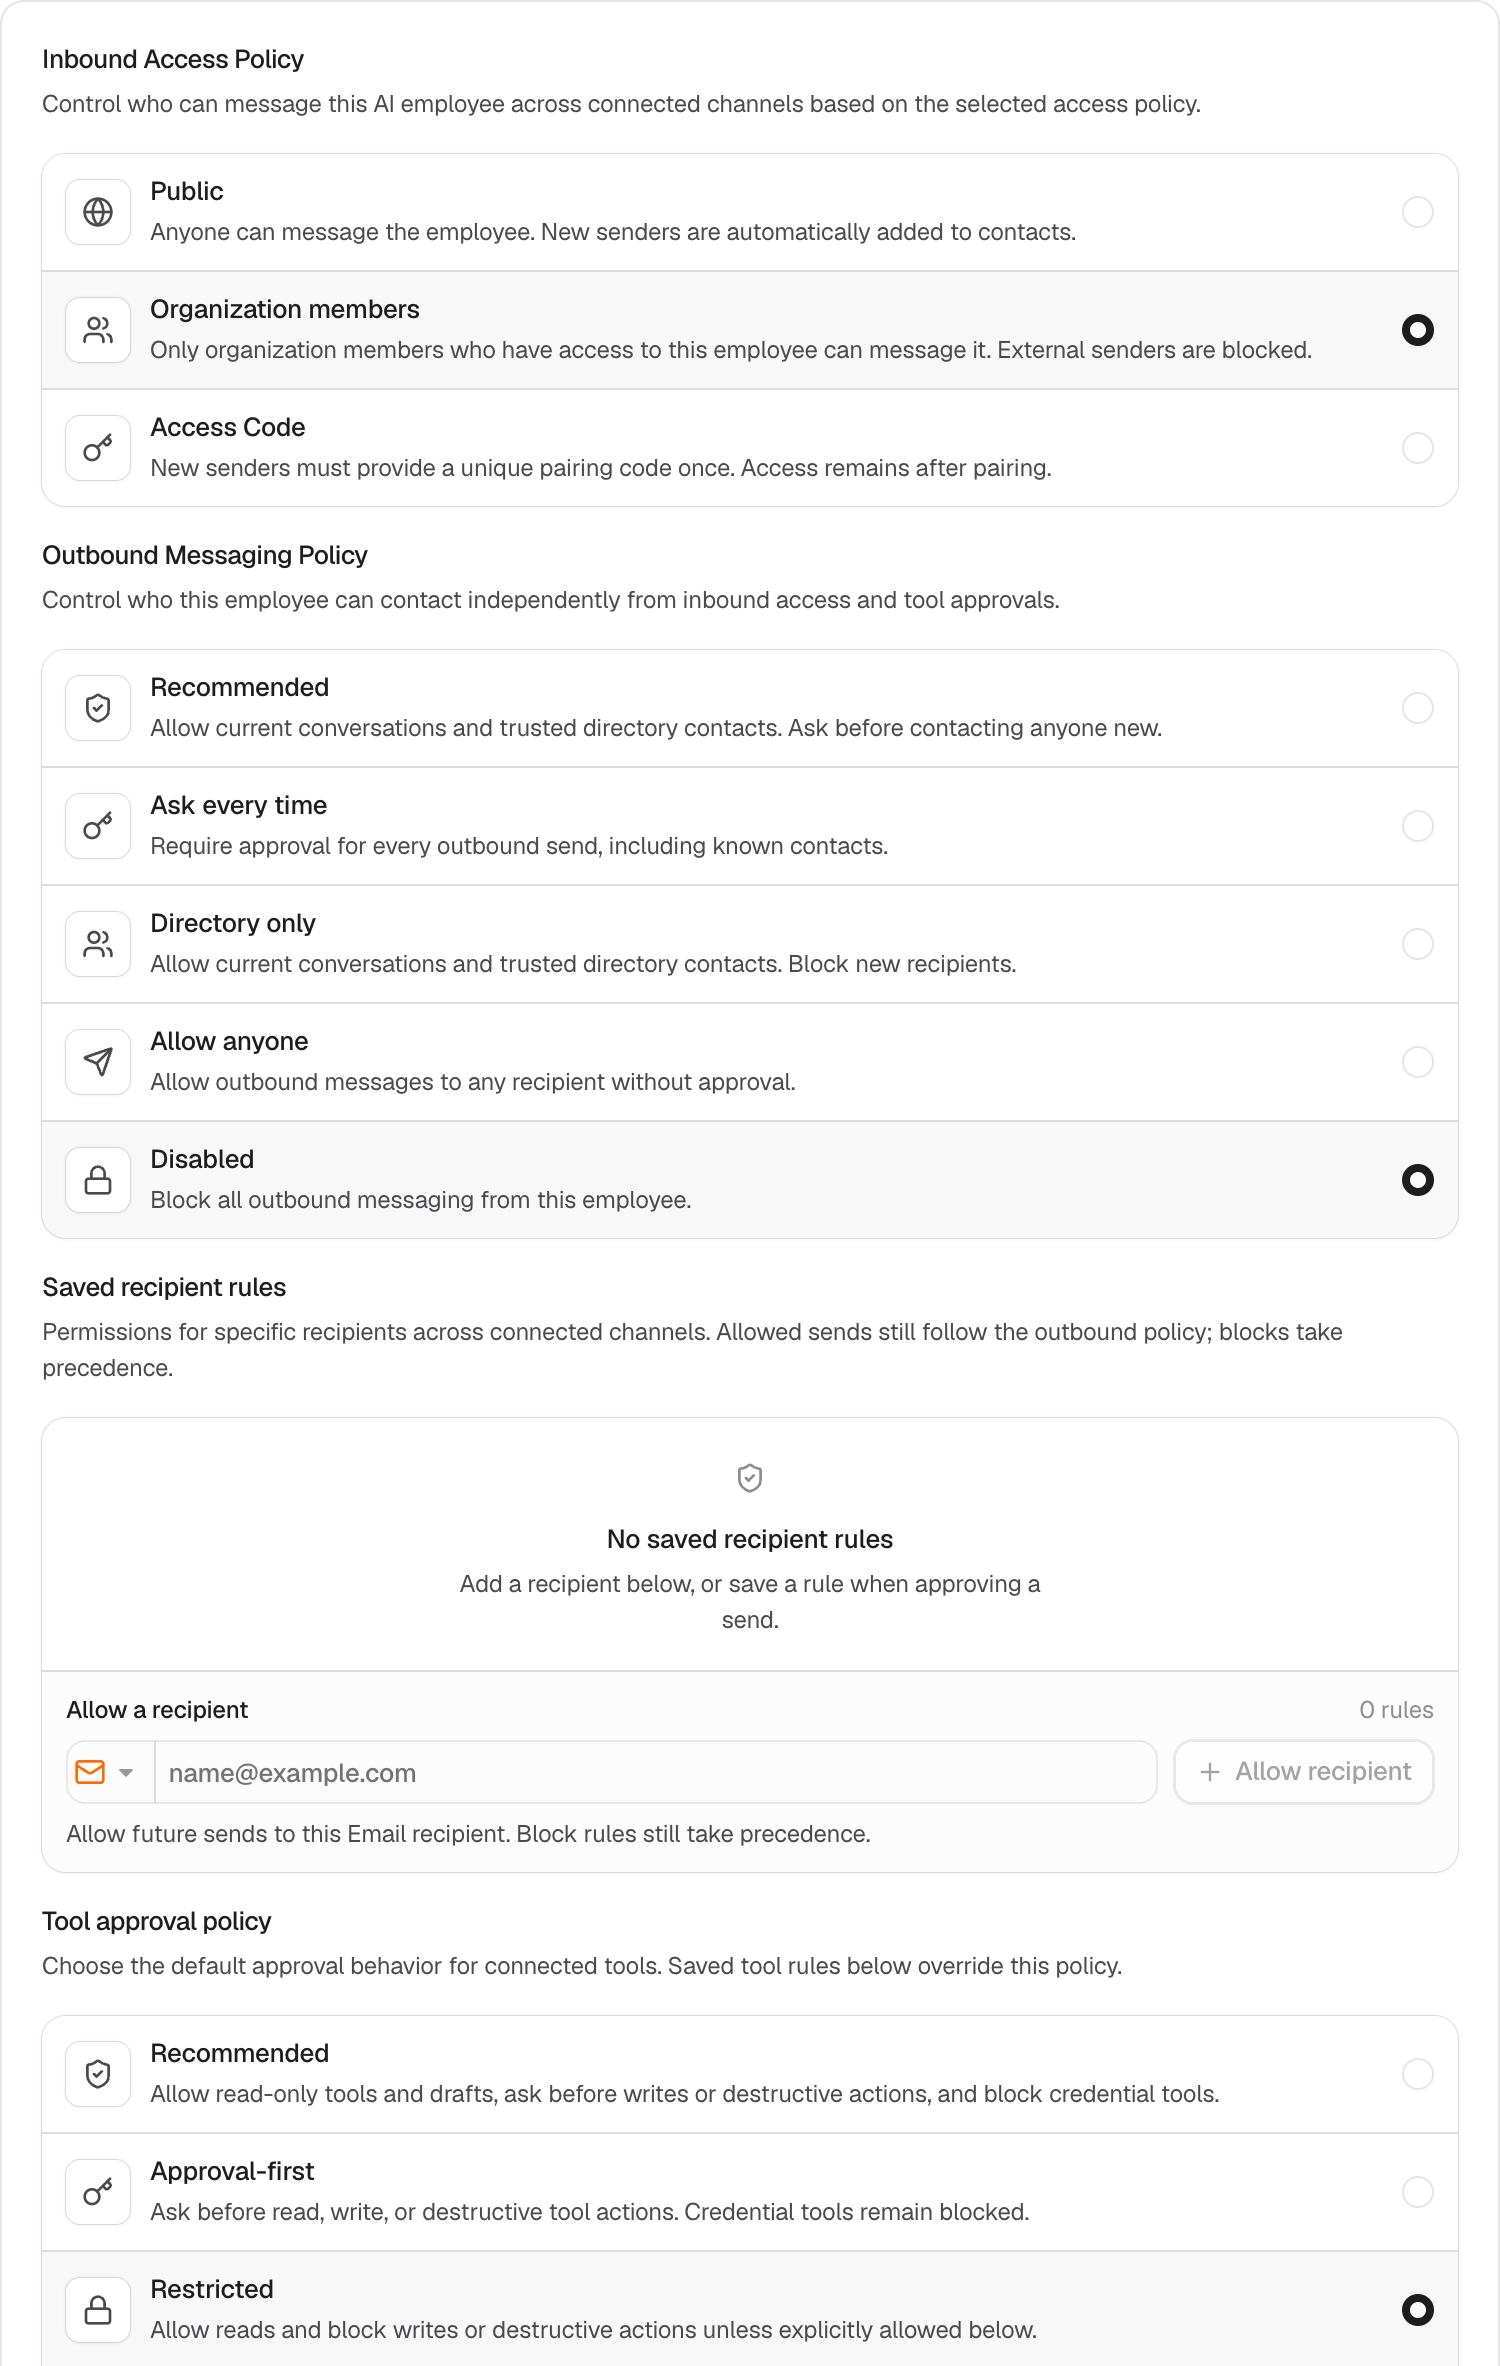 Inbound Access Policy
Control who can message this AI employee across connected channels based on the selected access policy.
Public
Anyone can message the employee. New senders are automatically added to contacts.
Organization members
Only organization members who have access to this employee can message it. External senders are blocked.
Access Code
New senders must provide a unique pairing code once. Access remains after pairing.
Outbound Messaging Policy
Control who this employee can contact independently from inbound access and tool approvals.
Recommended
Allow current conversations and trusted directory contacts. Ask before contacting anyone new.
Ask every time
Require approval for every outbound send, including known contacts.
Directory only
Allow current conversations and trusted directory contacts. Block new recipients.
Allow anyone
Allow outbound messages to any recipient without approval.
Disabled
Block all outbound messaging from this employee.
Saved recipient rules
Permissions for specific recipients across connected channels. Allowed sends still follow the outbound policy; blocks take
precedence.
No saved recipient rules
Add a recipient below, or save a rule when approving a
send.
Allow a recipient
0 rules
name@example.com
Allow recipient
Allow future sends to this Email recipient. Block rules still take precedence.
Tool approval policy
Choose the default approval behavior for connected tools. Saved tool rules below override this policy.
Recommended
Allow read-only tools and drafts, ask before writes or destructive actions, and block credential tools.
Approval-first
Ask before read, write, or destructive tool actions. Credential tools remain blocked.
Restricted
Allow reads and block writes or destructive actions unless explicitly allowed below.